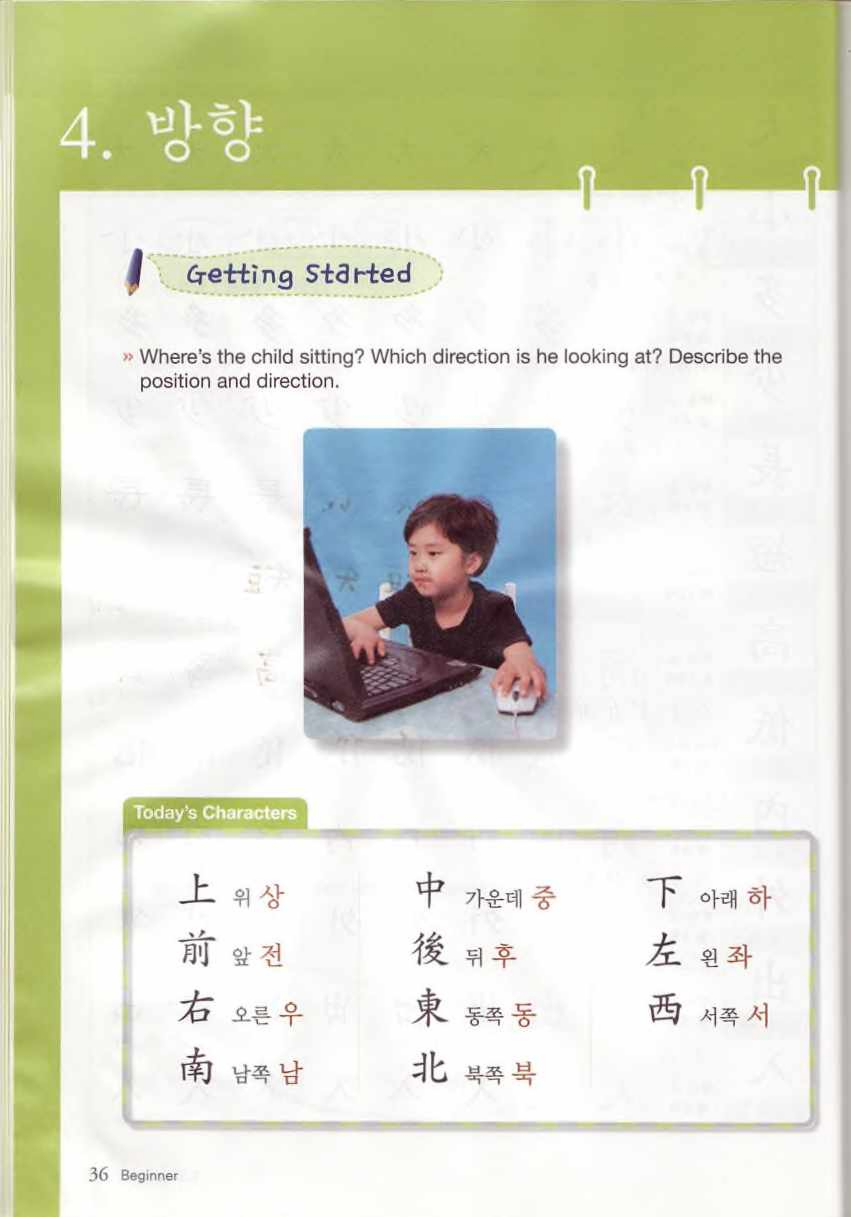 4. 방향
Getting Started
» Where's the child sitting? Which direction is he looking at? Describe the
position and direction.
Today's Characters
上 위 상 中 가운데 중 下 아래 하
前 앞 전 後 뒤 후 左 왼 좌
右 오른 우 東 동쪽 동 西 서쪽 서
南 남쪽 남 北 북쪽 북
36 Beginner